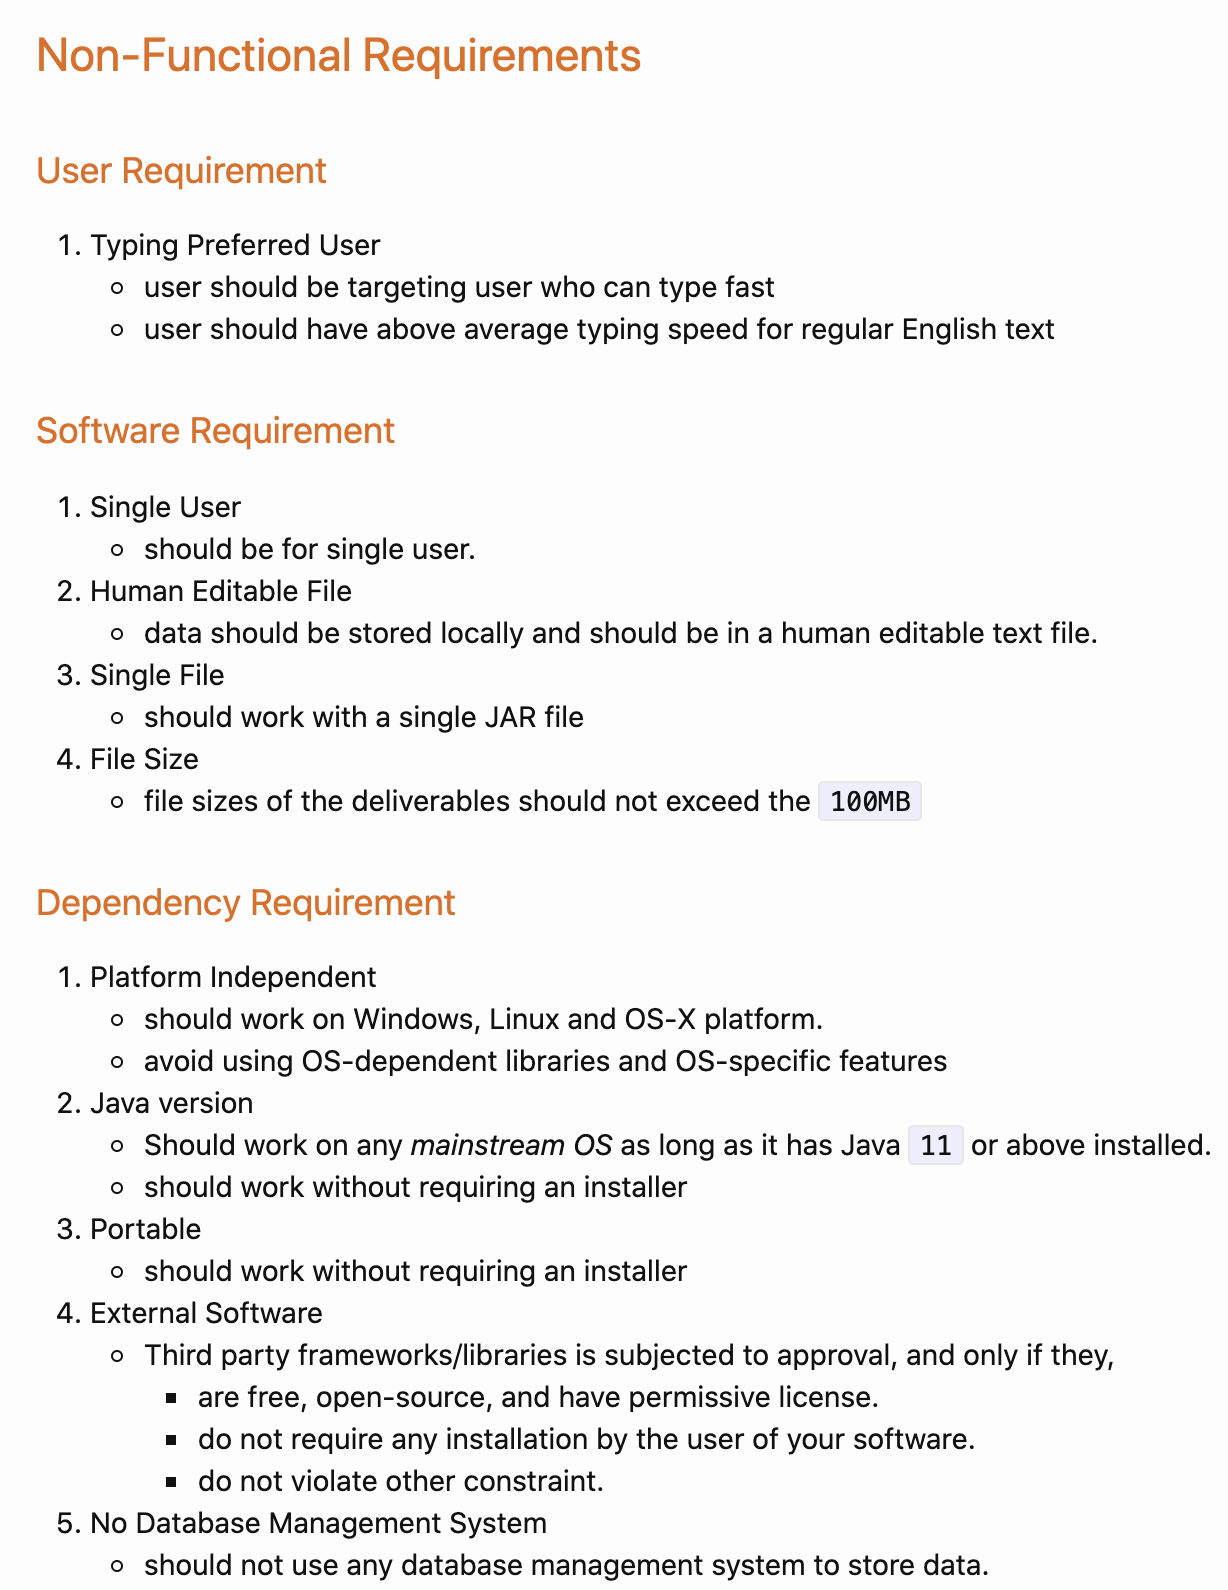 Non-Functional Requirements
User Requirement
1. Typing Preferred User
user should be targeting user who can type fast
user should have above average typing speed for regular English text
Software Requirement
1. Single User
should be for single user.
2. Human Editable File
data should be stored locally and should be in a human editable text file.
3. Single File
should work with a single JAR file
4. File Size
file sizes of the deliverables should not exceed the 100MB
Dependency Requirement
1. Platform Independent
should work on Windows, Linux and OS-X platform.
avoid using OS-dependent libraries and OS-specific features
2. Java version
Should work on any mainstream OS as long as it has Java 11 or above installed.
should work without requiring an installer
3. Portable
should work without requiring an installer
4. External Software
Third party frameworks/libraries is subjected to approval, and only if they,
are free, open-source, and have permissive license.
do not require any installation by the user of your software.
do not violate other constraint.
5. No Database Management System
should not use any database management system to store data.